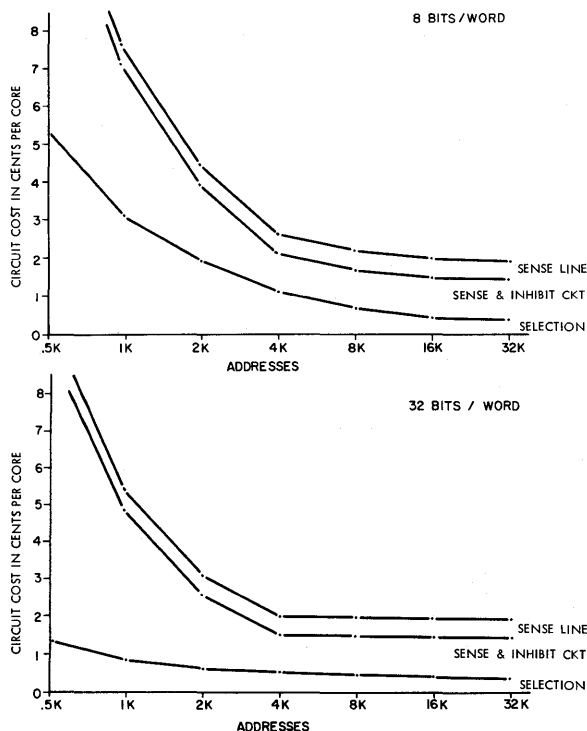 8 BITS/WORD
CIRCUIT COST IN CENTS PER CORE
8
7
6
5
4
3
2
1
0
SENSE LINE
SENSE & INHIBIT CKT
SELECTION
.5K 1K 2K 4K 8K 16K 32K
ADDRESSES
32 BITS / WORD
CIRCUIT COST IN CENTS PER CORE
8
7
6
5
4
3
2
1
0
SENSE LINE
SENSE & INHIBIT CKT
SELECTION
.5K 1K 2K 4K 8K 16K 32K
ADDRESSES